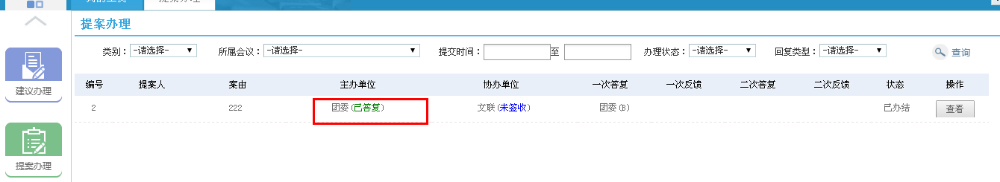 提案办理
类别： -请选择- 所属会议： -请选择- 提交时间： 至 办理状态： -请选择- 回复类型： -请选择- 查询
编号 提案人 案由 主办单位 协办单位 一次答复 一次反馈 二次答复 二次反馈 状态 操作
2 222 团委(已答复) 文联(未签收) 团委(B) 已办结 查看
建议办理
提案办理